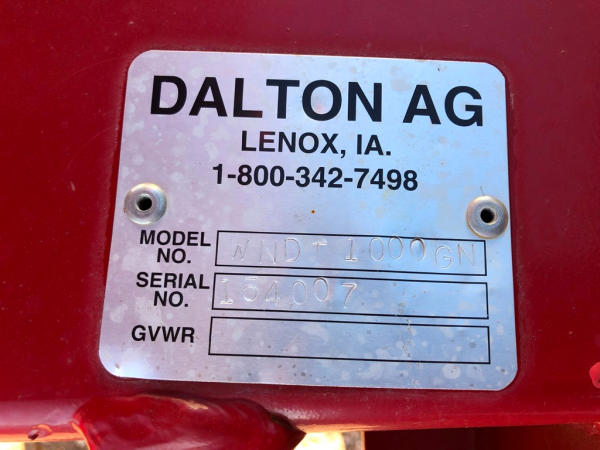 DALTON AG
LENOX, IA.
1-800-342-7498
MODEL NO. WNDT 1000GN
SERIAL NO. 154007
GVWR